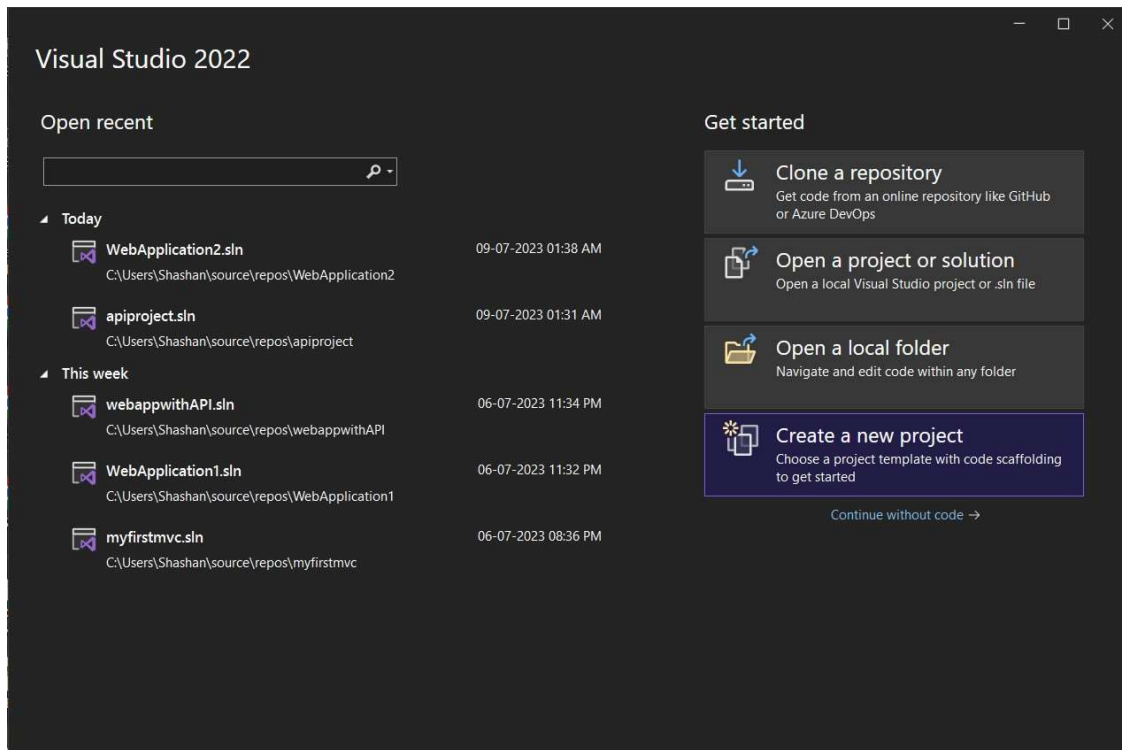 Visual Studio 2022
Open recent
Today
WebApplication2.sln 09-07-2023 01:38 AM
C:\Users\Shashan\source\repos\WebApplication2
apiproject.sln 09-07-2023 01:31 AM
C:\Users\Shashan\source\repos\apiproject
This week
webappwithAPI.sln 06-07-2023 11:34 PM
C:\Users\Shashan\source\repos\webappwithAPI
WebApplication1.sln 06-07-2023 11:32 PM
C:\Users\Shashan\source\repos\WebApplication1
myfirstmvc.sln 06-07-2023 08:36 PM
C:\Users\Shashan\source\repos\myfirstmvc
Get started
Clone a repository
Get code from an online repository like GitHub
or Azure DevOps
Open a project or solution
Open a local Visual Studio project or .sln file
Open a local folder
Navigate and edit code within any folder
Create a new project
Choose a project template with code scaffolding
to get started
Continue without code →